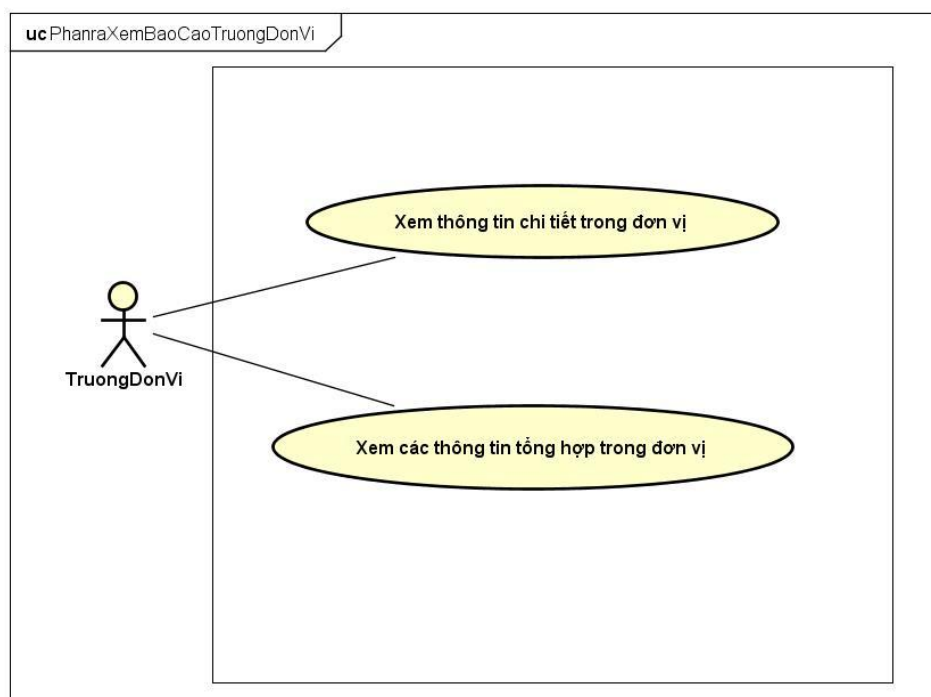 uc PhanraXemBaoCaoTruongDonVi
Xem thông tin chi tiết trong đơn vị
TruongDonVi
Xem các thông tin tổng hợp trong đơn vị